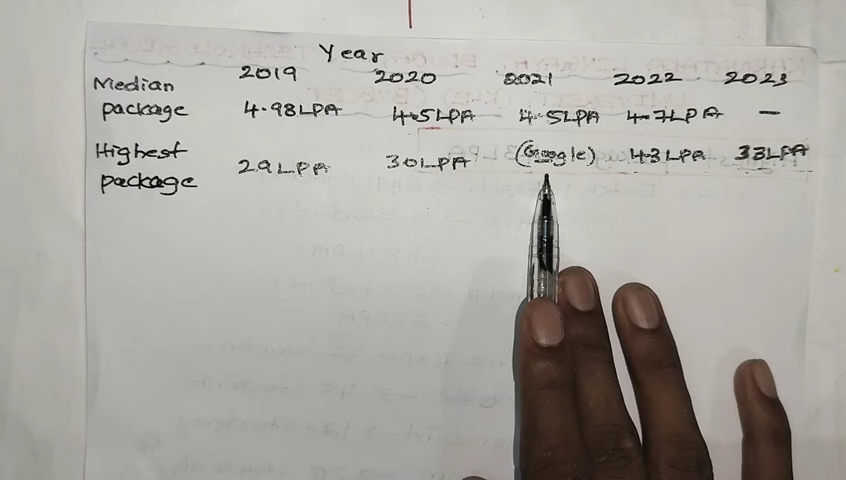 Year
2019 2020 2021 2022 2023
Median package 4.98LPA 4.5LPA 4.5LPA 4.7LPA —
Highest package 29LPA 30LPA (Google) 43LPA 33LPA